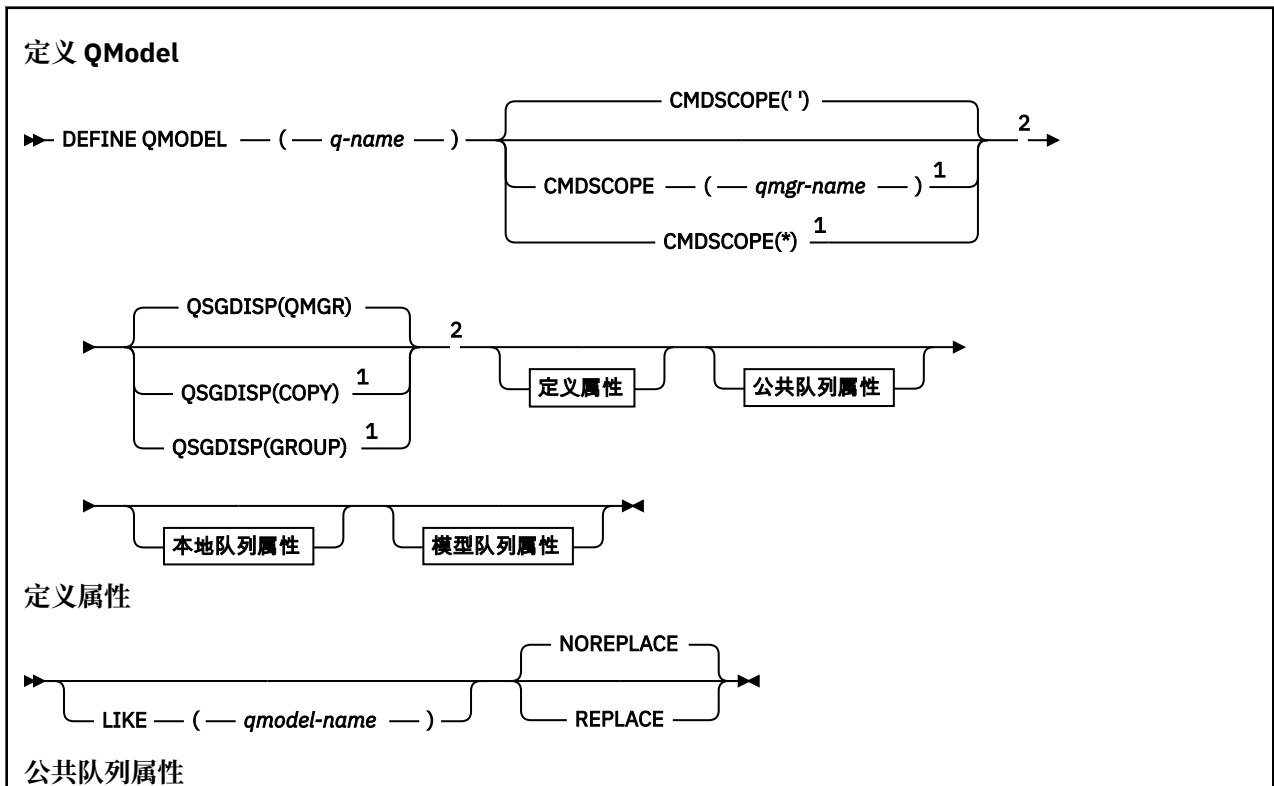 定义 QModel
CMDSCOPE(' ')
DEFINE QMODEL ( q-name ) 2
CMDSCOPE ( qmgr-name ) 1
CMDSCOPE(*) 1
QSGDISP(QMGR) 2
QSGDISP(COPY) 1
QSGDISP(GROUP) 1
定义属性 公共队列属性
本地队列属性 模型队列属性
定义属性
NOREPLACE
LIKE ( qmodel-name ) REPLACE
公共队列属性